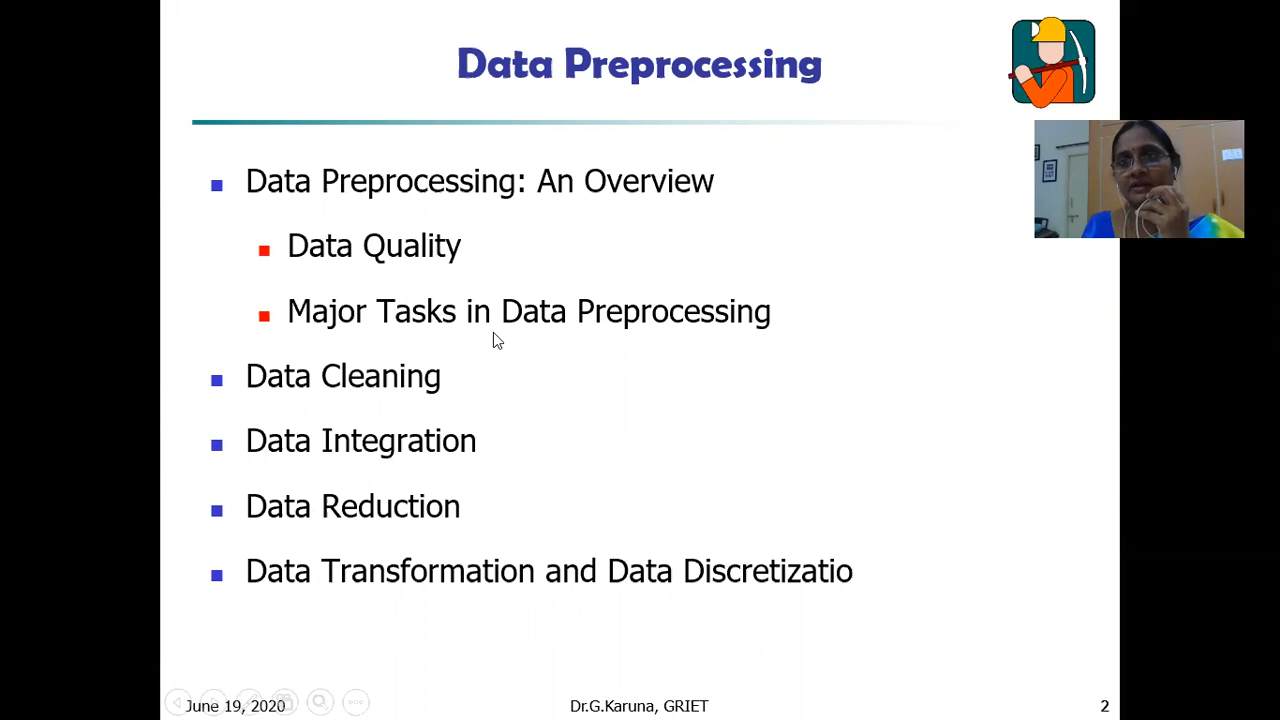 Data Preprocessing
Data Preprocessing: An Overview
Data Quality
Major Tasks in Data Preprocessing
Data Cleaning
Data Integration
Data Reduction
Data Transformation and Data Discretizatio
June 19, 2020
Dr.G.Karuna, GRIET
2